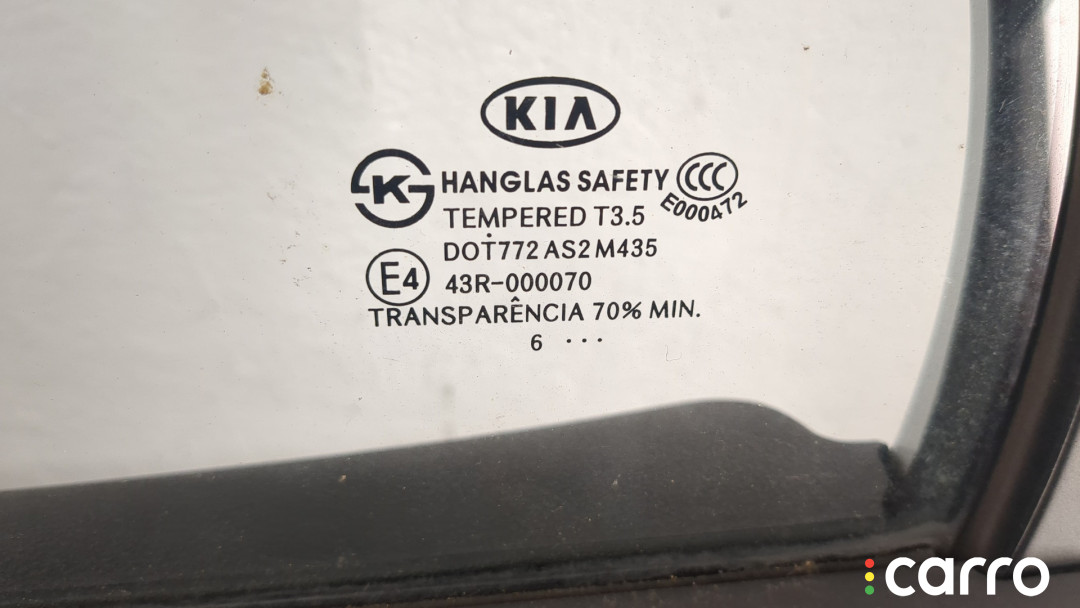 KIA
KS HANGLAS SAFETY CCC
E000472
TEMPERED T3.5
DOT772 AS2 M435
E4 43R-000070
TRANSPARÊNCIA 70% MIN.
6 ...
carro